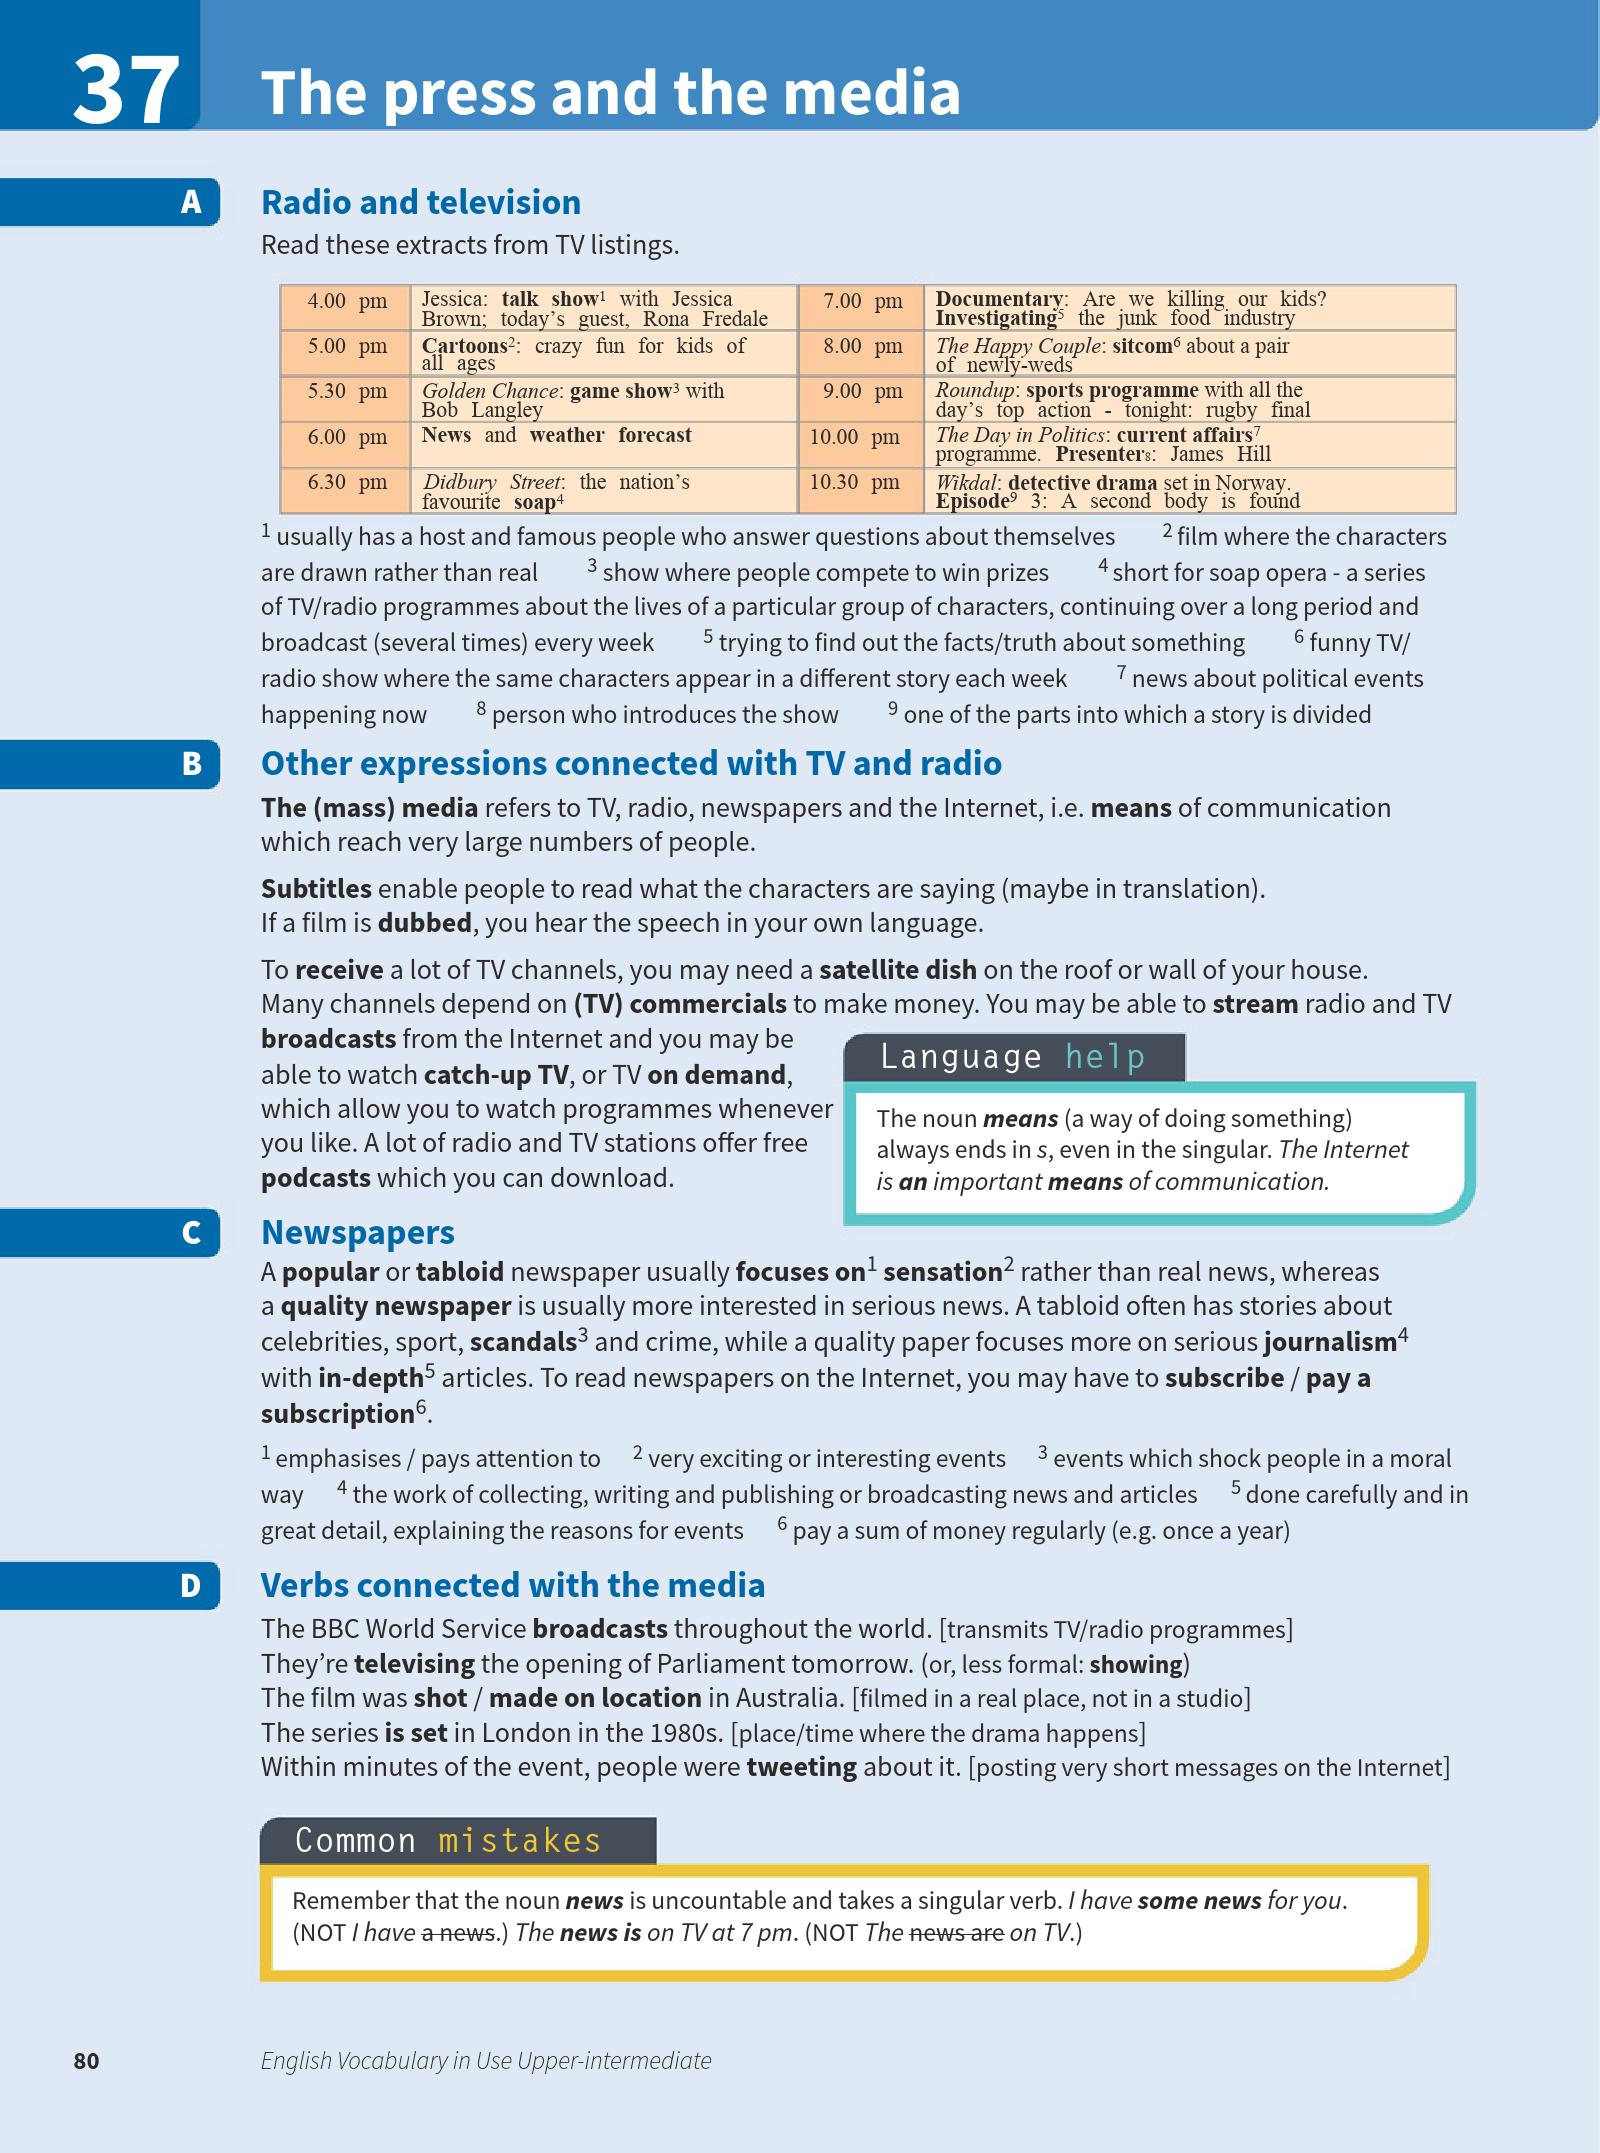 37
The press and the media
A
Radio and television
Read these extracts from TV listings.
4.00 pm
Jessica: talk show1 with Jessica
Brown; today's guest, Rona Fredale
7.00 pm
Documentary: Are we killing our kids?
Investigating5 the junk food industry
5.00 pm
Cartoons2: crazy fun for kids of
all ages
8.00 pm
The Happy Couple: sitcom6 about a pair
of newly-weds
5.30 pm
Golden Chance: game show3 with
Bob Langley
9.00 pm
Roundup: sports programme with all the
day's top action - tonight: rugby final
6.00 pm
News and weather forecast
10.00 pm
The Day in Politics: current affairs7
programme. Presenter8: James Hill
6.30 pm
Didbury Street: the nation's
favourite soap4
10.30 pm
Wikdal: detective drama set in Norway.
Episode9 3: A second body is found
1 usually has a host and famous people who answer questions about themselves 2 film where the characters
are drawn rather than real 3 show where people compete to win prizes 4 short for soap opera - a series
of TV/radio programmes about the lives of a particular group of characters, continuing over a long period and
broadcast (several times) every week 5 trying to find out the facts/truth about something 6 funny TV/
radio show where the same characters appear in a different story each week 7 news about political events
happening now 8 person who introduces the show 9 one of the parts into which a story is divided
B
Other expressions connected with TV and radio
The (mass) media refers to TV, radio, newspapers and the Internet, i.e. means of communication
which reach very large numbers of people.
Subtitles enable people to read what the characters are saying (maybe in translation).
If a film is dubbed, you hear the speech in your own language.
To receive a lot of TV channels, you may need a satellite dish on the roof or wall of your house.
Many channels depend on (TV) commercials to make money. You may be able to stream radio and TV
broadcasts from the Internet and you may be
able to watch catch-up TV, or TV on demand,
which allow you to watch programmes whenever
you like. A lot of radio and TV stations offer free
podcasts which you can download.
Language help
The noun means (a way of doing something)
always ends in s, even in the singular. The Internet
is an important means of communication.
C
Newspapers
A popular or tabloid newspaper usually focuses on1 sensation2 rather than real news, whereas
a quality newspaper is usually more interested in serious news. A tabloid often has stories about
celebrities, sport, scandals3 and crime, while a quality paper focuses more on serious journalism4
with in-depth5 articles. To read newspapers on the Internet, you may have to subscribe / pay a
subscription6.
1 emphasises / pays attention to 2 very exciting or interesting events 3 events which shock people in a moral
way 4 the work of collecting, writing and publishing or broadcasting news and articles 5 done carefully and in
great detail, explaining the reasons for events 6 pay a sum of money regularly (e.g. once a year)
D
Verbs connected with the media
The BBC World Service broadcasts throughout the world. [transmits TV/radio programmes]
They're televising the opening of Parliament tomorrow. (or, less formal: showing)
The film was shot / made on location in Australia. [filmed in a real place, not in a studio]
The series is set in London in the 1980s. [place/time where the drama happens]
Within minutes of the event, people were tweeting about it. [posting very short messages on the Internet]
Common mistakes
Remember that the noun news is uncountable and takes a singular verb. I have some news for you.
(NOT I have a news.) The news is on TV at 7 pm. (NOT The news are on TV.)
80
English Vocabulary in Use Upper-intermediate